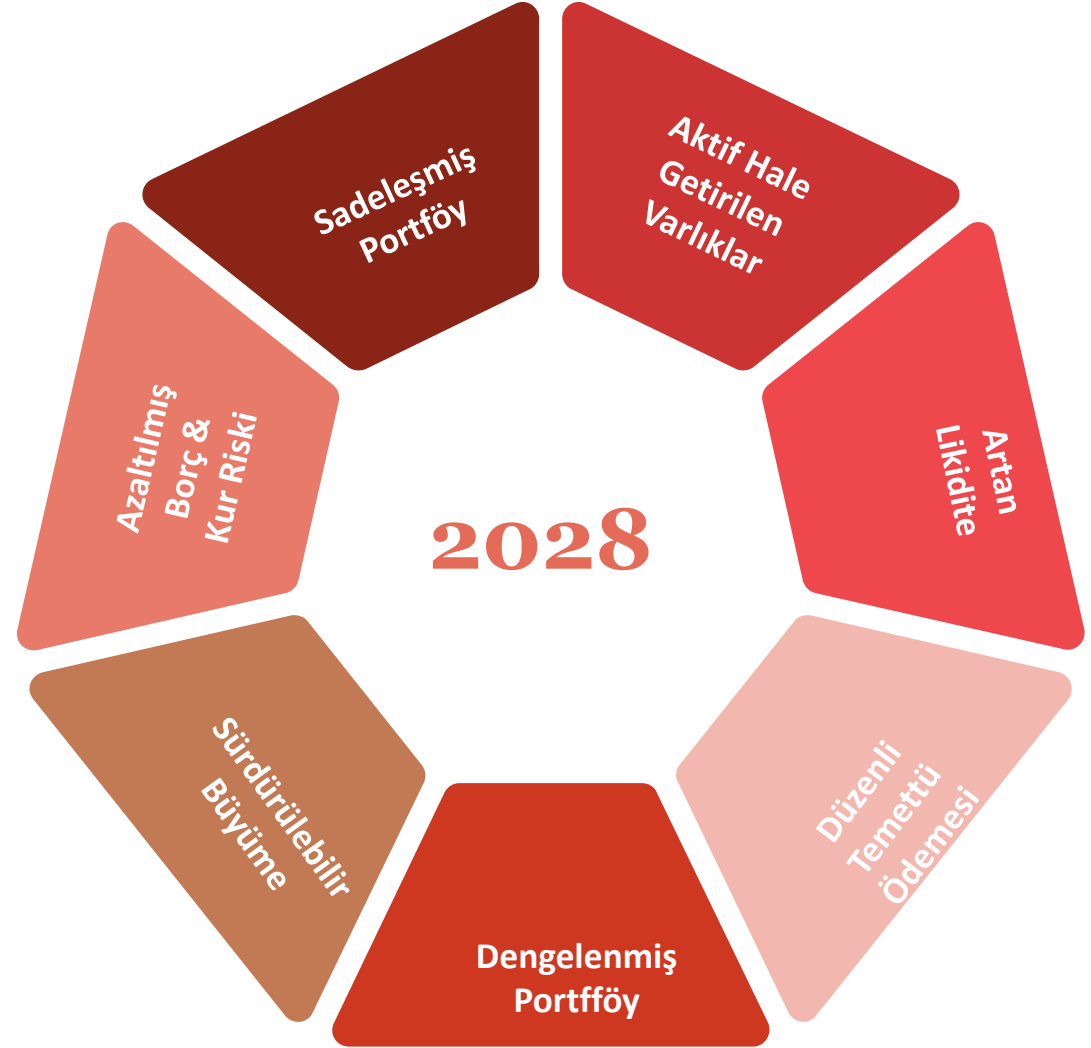 Sadeleşmiş
Portföy
Aktif Hale
Getirilen
Varlıklar
Artan
Likidite
Düzenli
Temettü
Ödemesi
Dengelenmiş
Portfföy
Sürdürülebilir
Büyüme
Azaltılmış
Borç &
Kur Riski
2028